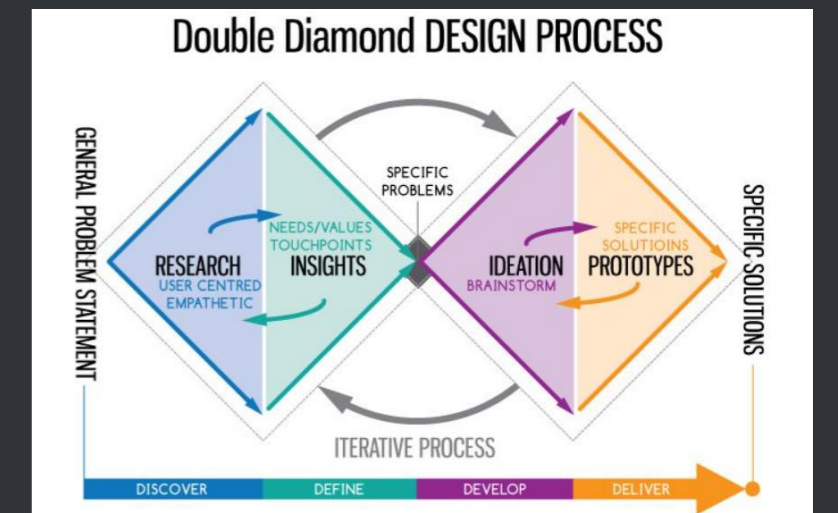 Double Diamond DESIGN PROCESS
GENERAL PROBLEM STATEMENT
RESEARCH
USER CENTRED
EMPATHETIC
NEEDS/VALUES
TOUCHPOINTS
INSIGHTS
SPECIFIC
PROBLEMS
IDEATION
BRAINSTORM
SPECIFIC
SOLUTIOINS
PROTOTYPES
SPECIFIC SOLUTIONS
ITERATIVE PROCESS
DISCOVER
DEFINE
DEVELOP
DELIVER